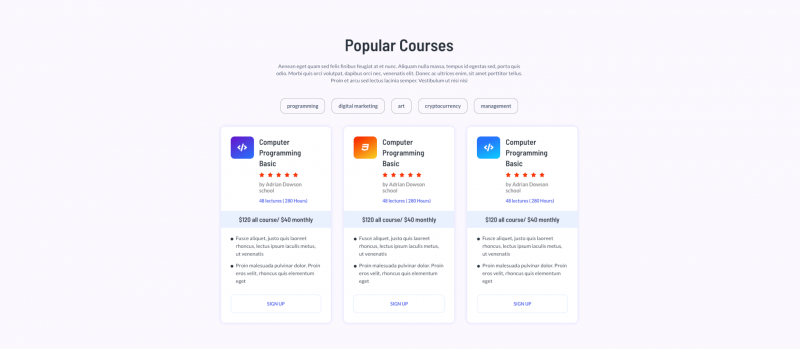 Popular Courses
Aenean eget quam sed felis finibus feugiat at et nunc. Aliquam nulla massa, tempus id egestas sed, porta quis
odio. Morbi quis orci volutpat, dapibus orci nec, venenatis elit. Donec ac ultrices enim, sit amet porttitor tellus.
Proin et arcu sed lectus lacinia semper. Vestibulum ut nisi nisl
programming
digital marketing
art
cryptocurrency
management
Computer
Programming
Basic
by Adrian Dowson
school
48 lectures ( 280 Hours)
$120 all course/ $40 monthly
Fusce aliquet, justo quis laoreet
rhoncus, lectus ipsum iaculis metus,
ut venenatis
Proin malesuada pulvinar dolor. Proin
eros velit, rhoncus quis elementum
eget
SIGN UP
Computer
Programming
Basic
by Adrian Dowson
school
48 lectures ( 280 Hours)
$120 all course/ $40 monthly
Fusce aliquet, justo quis laoreet
rhoncus, lectus ipsum iaculis metus,
ut venenatis
Proin malesuada pulvinar dolor. Proin
eros velit, rhoncus quis elementum
eget
SIGN UP
Computer
Programming
Basic
by Adrian Dowson
school
48 lectures ( 280 Hours)
$120 all course/ $40 monthly
Fusce aliquet, justo quis laoreet
rhoncus, lectus ipsum iaculis metus,
ut venenatis
Proin malesuada pulvinar dolor. Proin
eros velit, rhoncus quis elementum
eget
SIGN UP